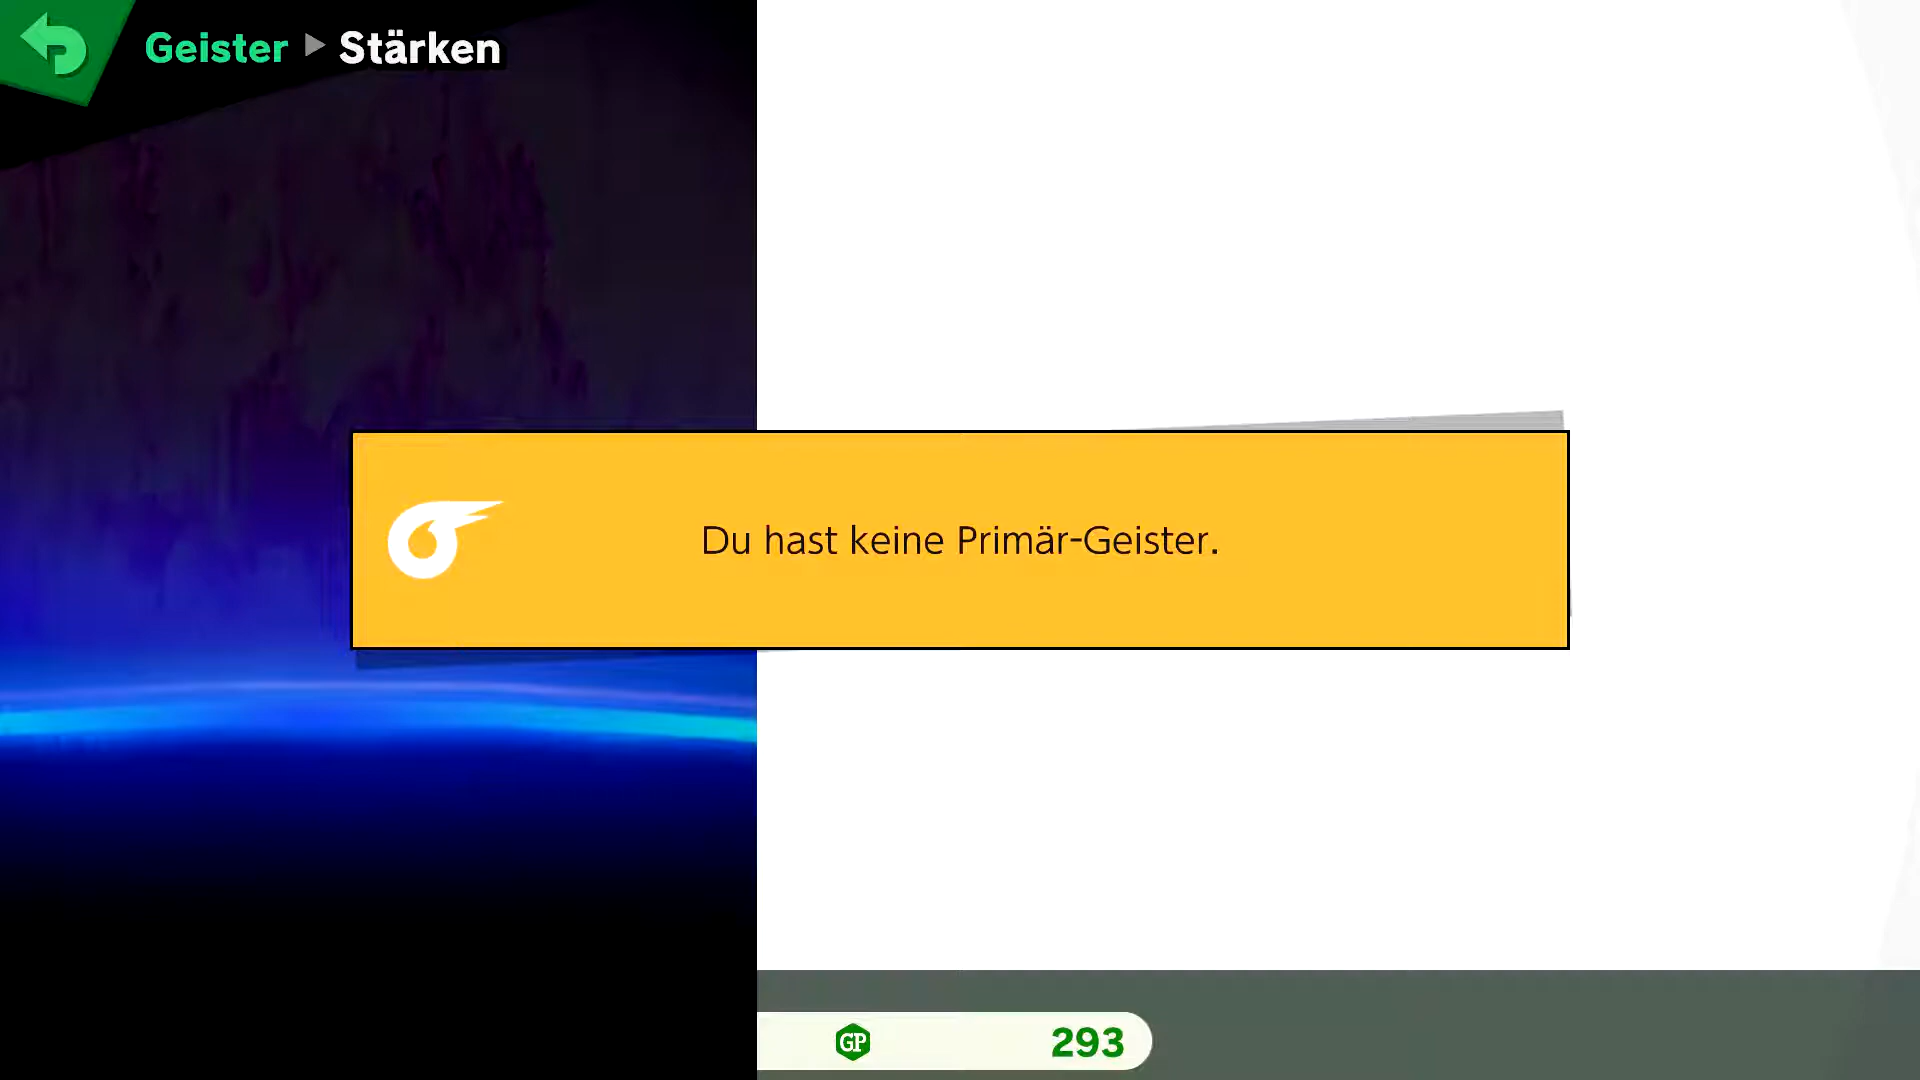 Geister ▶ Stärken
Du hast keine Primär-Geister.
GP 293